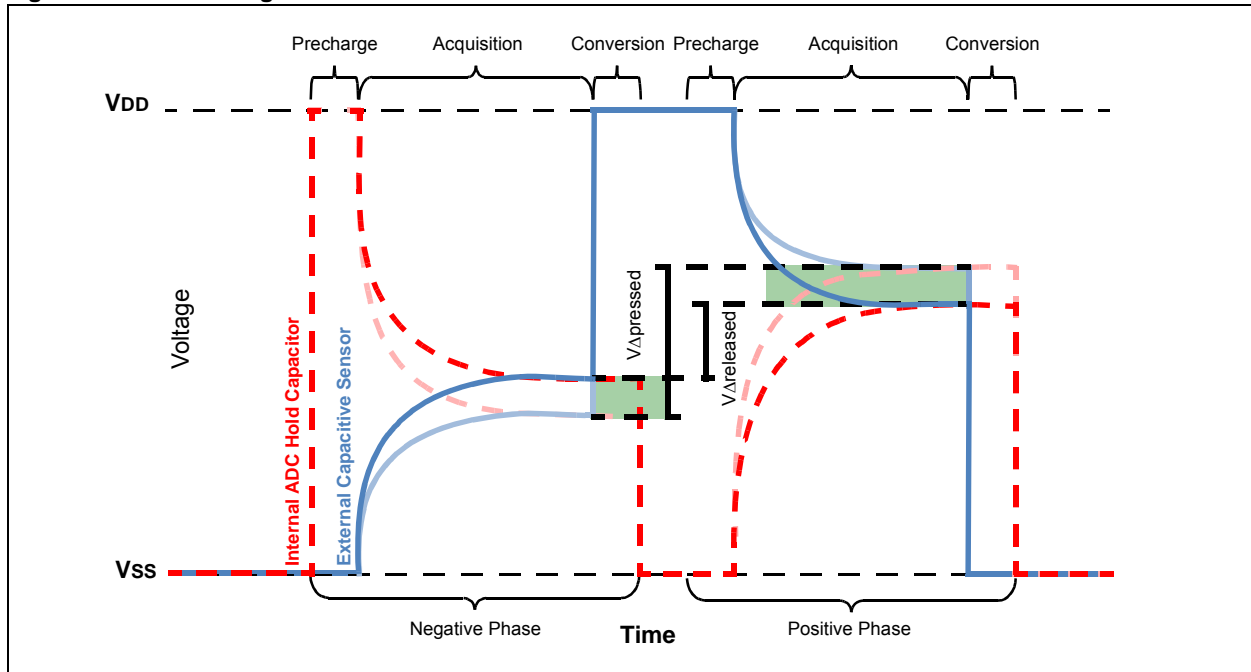 Precharge Acquisition Conversion Precharge Acquisition Conversion
VDD
Voltage
Internal ADC Hold Capacitor
External Capacitive Sensor
VΔpressed
VΔreleased
VSS
Negative Phase
Time
Positive Phase